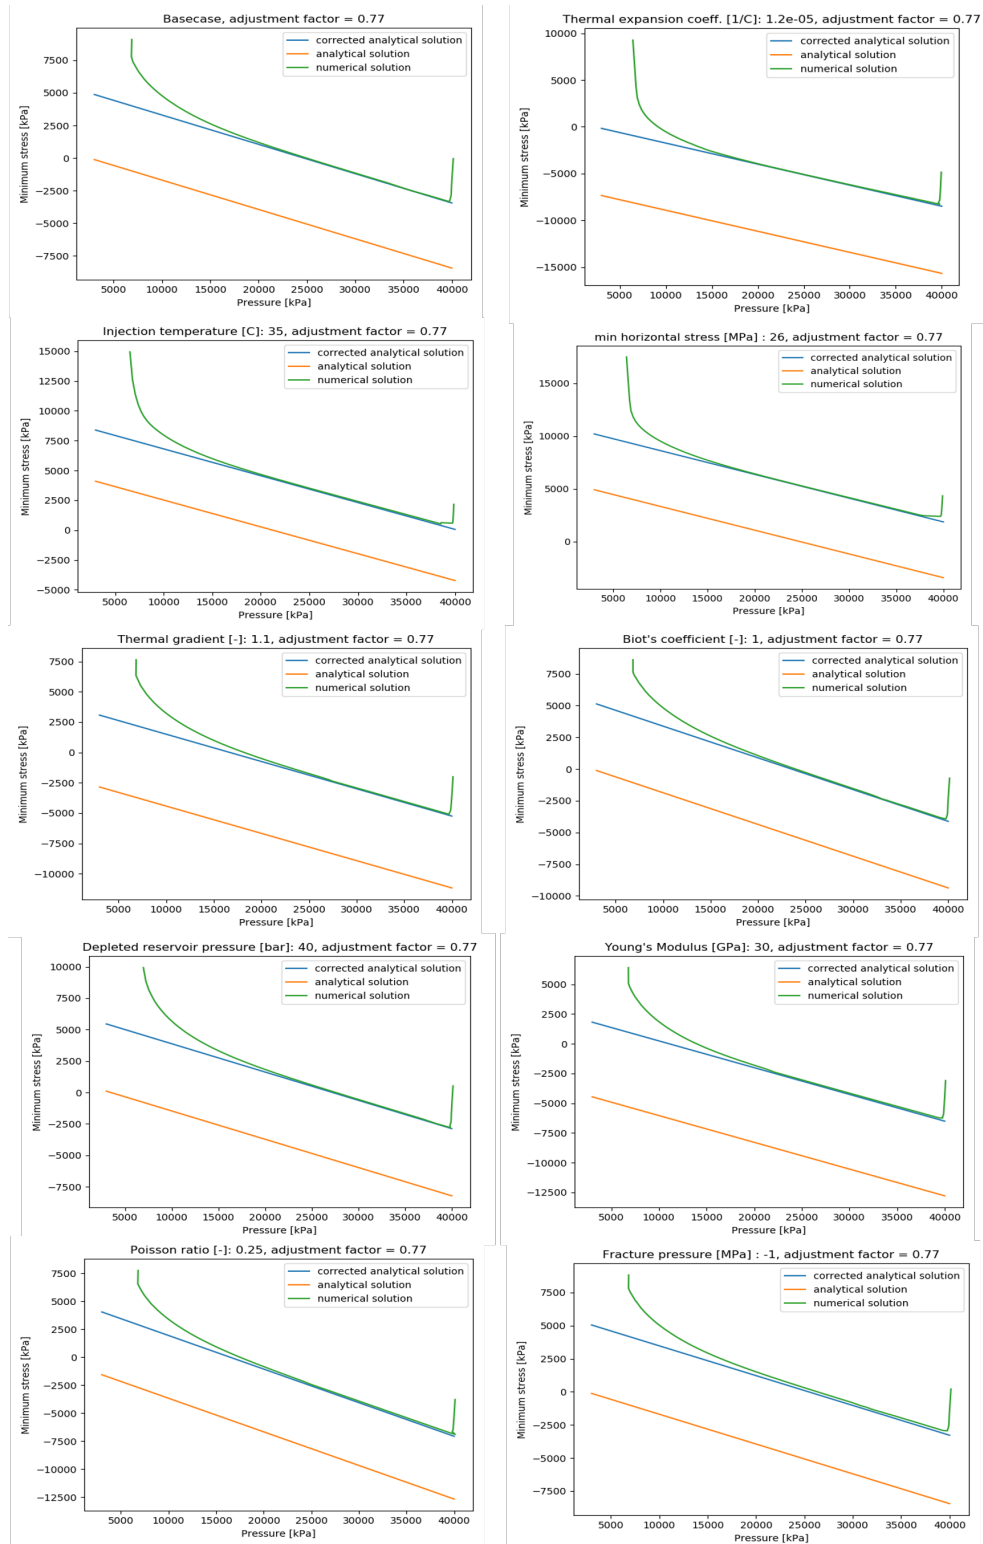 Basecase, adjustment factor = 0.77
corrected analytical solution
analytical solution
numerical solution
Minimum stress [kPa]
7500
5000
2500
0
−2500
−5000
−7500
5000 10000 15000 20000 25000 30000 35000 40000
Pressure [kPa]
Thermal expansion coeff. [1/C]: 1.2e-05, adjustment factor = 0.77
corrected analytical solution
analytical solution
numerical solution
Minimum stress [kPa]
10000
5000
0
−5000
−10000
−15000
5000 10000 15000 20000 25000 30000 35000 40000
Pressure [kPa]
Injection temperature [C]: 35, adjustment factor = 0.77
corrected analytical solution
analytical solution
numerical solution
Minimum stress [kPa]
15000
12500
10000
7500
5000
2500
0
−2500
−5000
5000 10000 15000 20000 25000 30000 35000 40000
Pressure [kPa]
min horizontal stress [MPa] : 26, adjustment factor = 0.77
corrected analytical solution
analytical solution
numerical solution
Minimum stress [kPa]
15000
10000
5000
0
5000 10000 15000 20000 25000 30000 35000 40000
Pressure [kPa]
Thermal gradient [-]: 1.1, adjustment factor = 0.77
corrected analytical solution
analytical solution
numerical solution
Minimum stress [kPa]
7500
5000
2500
0
−2500
−5000
−10000
5000 10000 15000 20000 25000 30000 35000 40000
Pressure [kPa]
Biot's coefficient [-]: 1, adjustment factor = 0.77
corrected analytical solution
analytical solution
numerical solution
Minimum stress [kPa]
7500
5000
2500
0
−2500
−5000
−7500
−10000
5000 10000 15000 20000 25000 30000 35000 40000
Pressure [kPa]
Depleted reservoir pressure [bar]: 40, adjustment factor = 0.77
corrected analytical solution
analytical solution
numerical solution
Minimum stress [kPa]
10000
7500
5000
2500
0
−2500
−5000
−7500
5000 10000 15000 20000 25000 30000 35000 40000
Pressure [kPa]
Young's Modulus [GPa]: 30, adjustment factor = 0.77
corrected analytical solution
analytical solution
numerical solution
Minimum stress [kPa]
5000
2500
0
−2500
−5000
−7500
−10000
−12500
5000 10000 15000 20000 25000 30000 35000 40000
Pressure [kPa]
Poisson ratio [-]: 0.25, adjustment factor = 0.77
corrected analytical solution
analytical solution
numerical solution
Minimum stress [kPa]
7500
5000
2500
0
−2500
−5000
−7500
−10000
−12500
5000 10000 15000 20000 25000 30000 35000 40000
Pressure [kPa]
Fracture pressure [MPa] : -1, adjustment factor = 0.77
corrected analytical solution
analytical solution
numerical solution
Minimum stress [kPa]
7500
5000
2500
0
−2500
−5000
−7500
5000 10000 15000 20000 25000 30000 35000 40000
Pressure [kPa]